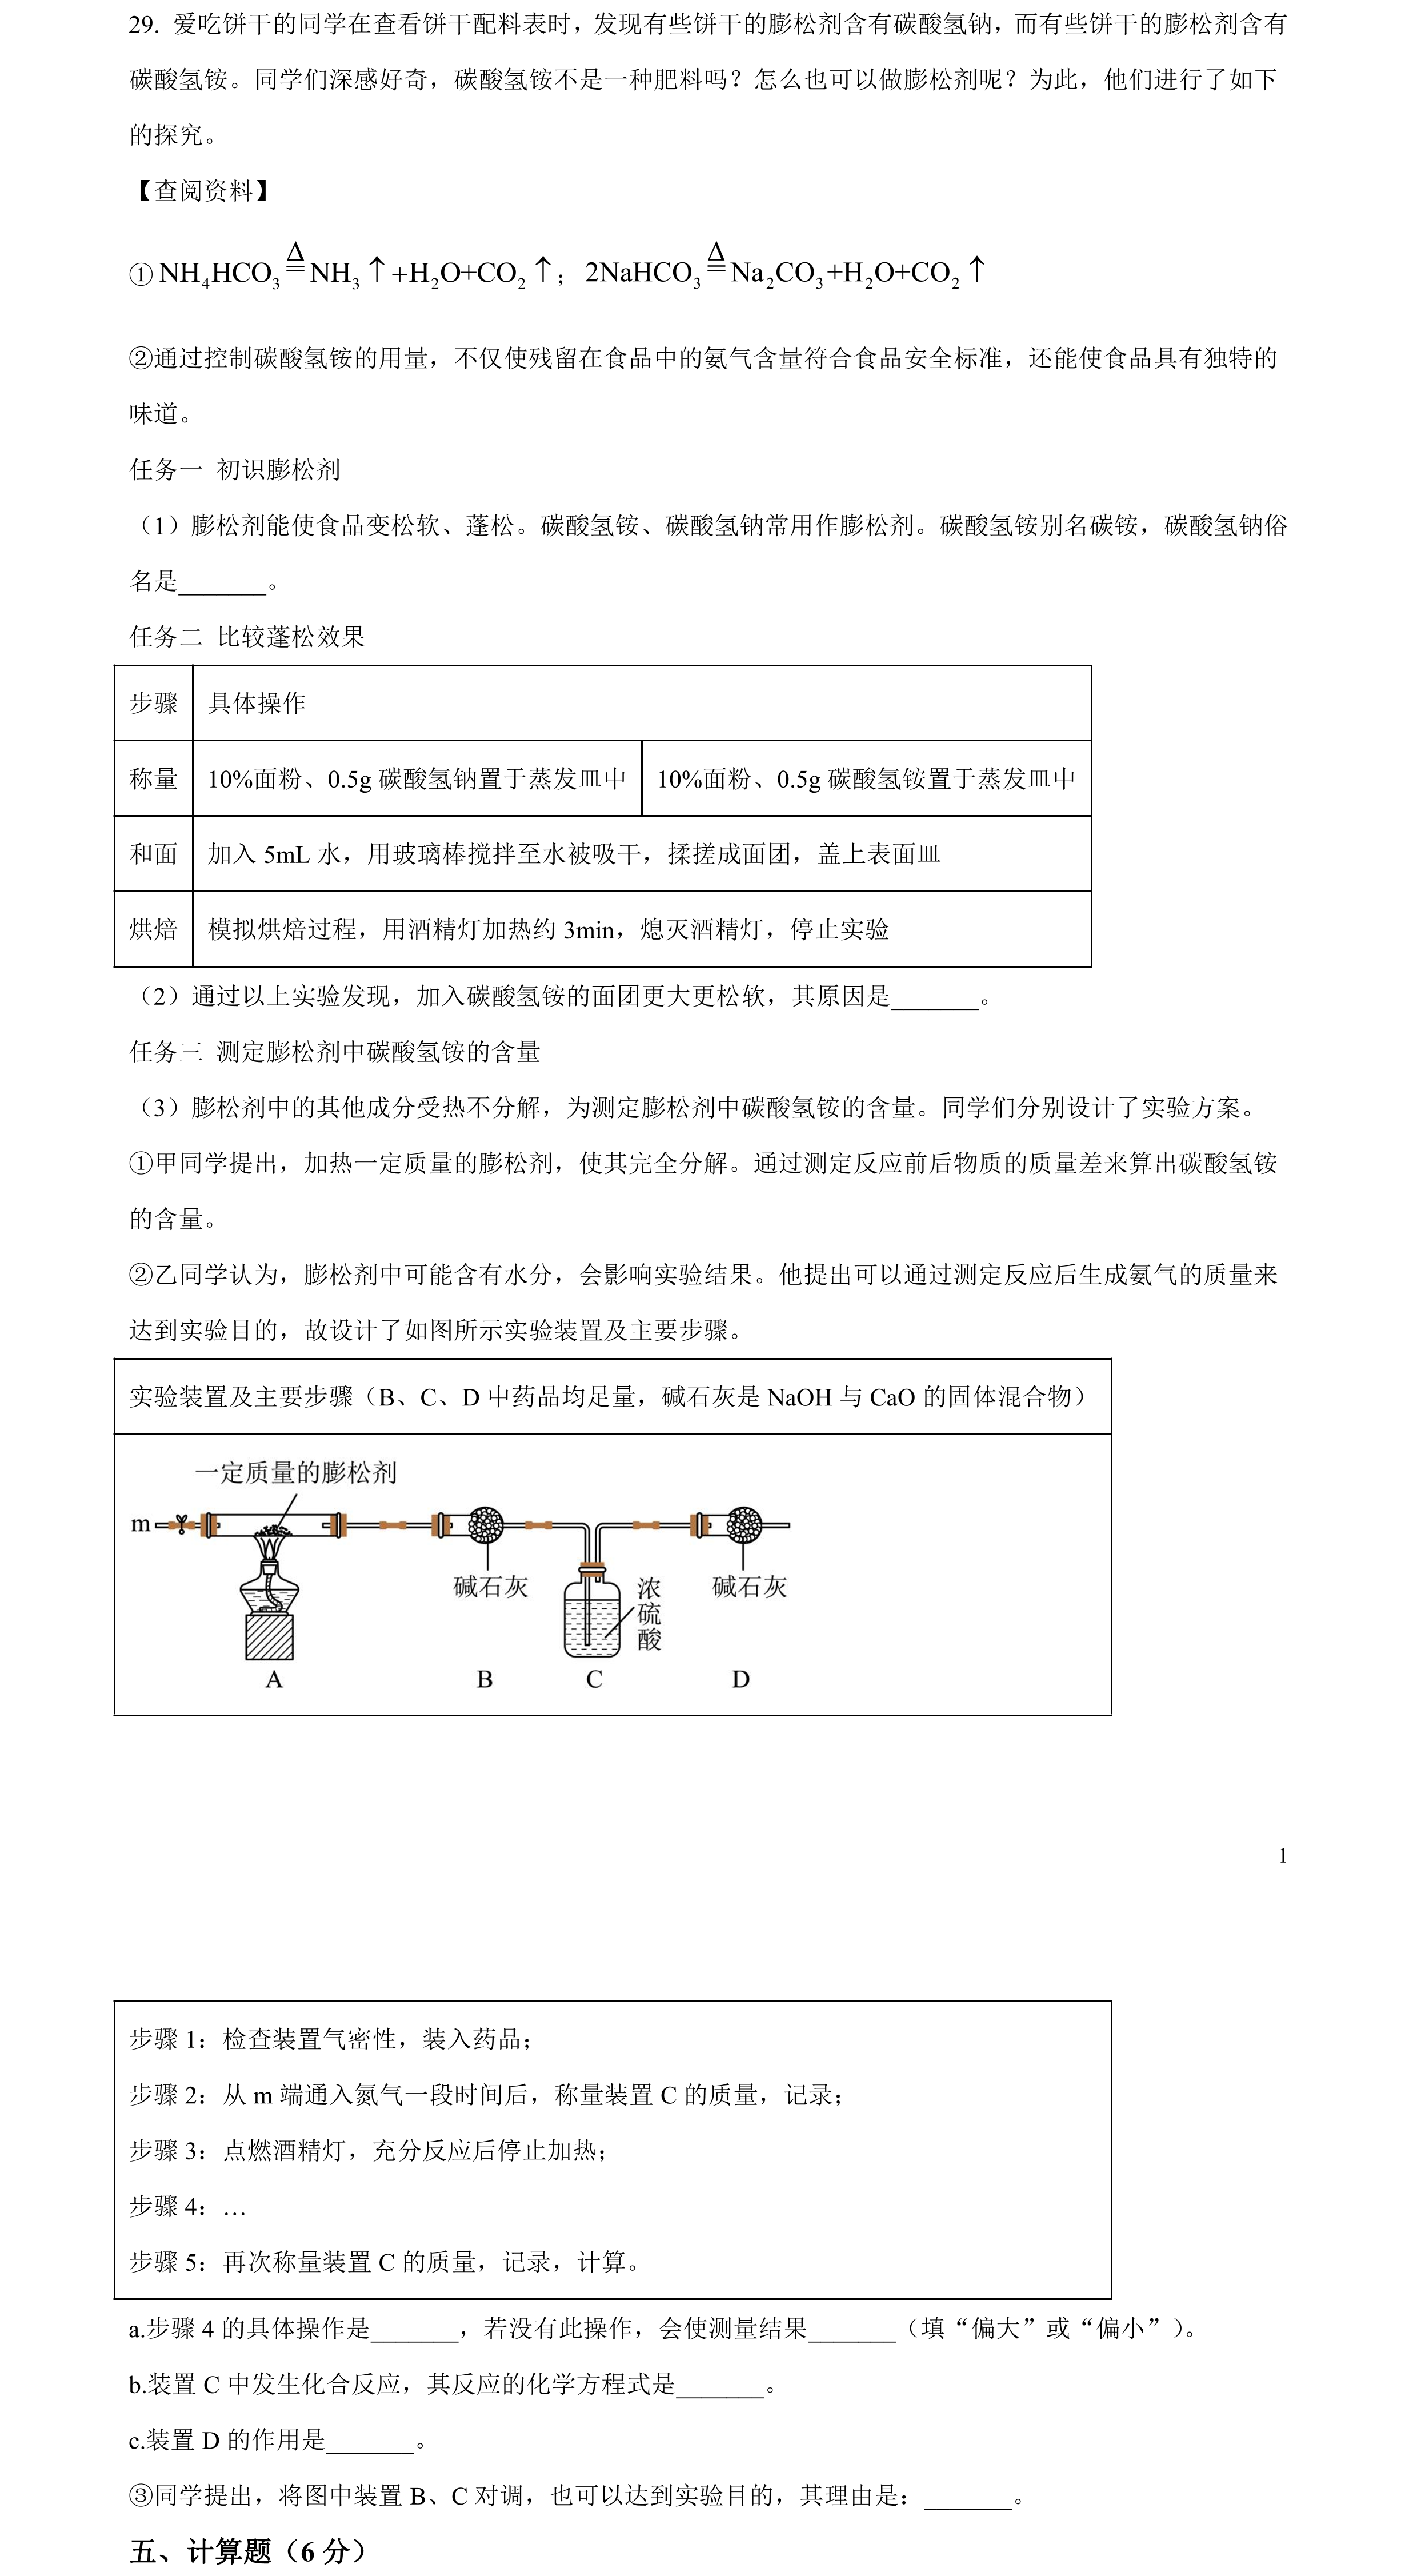 29. 爱吃饼干的同学在查看饼干配料表时，发现有些饼干的膨松剂含有碳酸氢钠，而有些饼干的膨松剂含有
碳酸氢铵。同学们深感好奇，碳酸氢铵不是一种肥料吗？怎么也可以做膨松剂呢？为此，他们进行了如下
的探究。
【查阅资料】
①NH₄HCO₃ ≜ NH₃↑+H₂O+CO₂↑；2NaHCO₃ ≜ Na₂CO₃+H₂O+CO₂↑
②通过控制碳酸氢铵的用量，不仅使残留在食品中的氨气含量符合食品安全标准，还能使食品具有独特的
味道。
任务一 初识膨松剂
（1）膨松剂能使食品变松软、蓬松。碳酸氢铵、碳酸氢钠常用作膨松剂。碳酸氢铵别名碳铵，碳酸氢钠俗
名是_______。
任务二 比较蓬松效果
步骤 具体操作
称量 10%面粉、0.5g 碳酸氢钠置于蒸发皿中 10%面粉、0.5g 碳酸氢铵置于蒸发皿中
和面 加入 5mL 水，用玻璃棒搅拌至水被吸干，揉搓成面团，盖上表面皿
烘焙 模拟烘焙过程，用酒精灯加热约 3min，熄灭酒精灯，停止实验
（2）通过以上实验发现，加入碳酸氢铵的面团更大更松软，其原因是_______。
任务三 测定膨松剂中碳酸氢铵的含量
（3）膨松剂中的其他成分受热不分解，为测定膨松剂中碳酸氢铵的含量。同学们分别设计了实验方案。
①甲同学提出，加热一定质量的膨松剂，使其完全分解。通过测定反应前后物质的质量差来算出碳酸氢铵
的含量。
②乙同学认为，膨松剂中可能含有水分，会影响实验结果。他提出可以通过测定反应后生成氨气的质量来
达到实验目的，故设计了如图所示实验装置及主要步骤。
实验装置及主要步骤（B、C、D 中药品均足量，碱石灰是 NaOH 与 CaO 的固体混合物）
一定质量的膨松剂
m
碱石灰
浓硫酸
碱石灰
A B C D
1
步骤 1：检查装置气密性，装入药品；
步骤 2：从 m 端通入氮气一段时间后，称量装置 C 的质量，记录；
步骤 3：点燃酒精灯，充分反应后停止加热；
步骤 4：…
步骤 5：再次称量装置 C 的质量，记录，计算。
a.步骤 4 的具体操作是_______，若没有此操作，会使测量结果_______（填“偏大”或“偏小”）。
b.装置 C 中发生化合反应，其反应的化学方程式是_______。
c.装置 D 的作用是_______。
③同学提出，将图中装置 B、C 对调，也可以达到实验目的，其理由是：_______。
五、计算题（6 分）